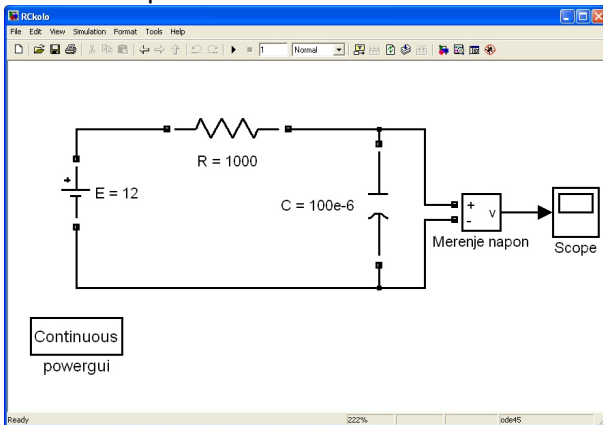 RCkolo
File Edit View Simulation Format Tools Help
1 Normal
R = 1000
+
E = 12
C = 100e-6
+
- v
Merenje napon
Scope
Continuous
powergui
Ready 222% ode45